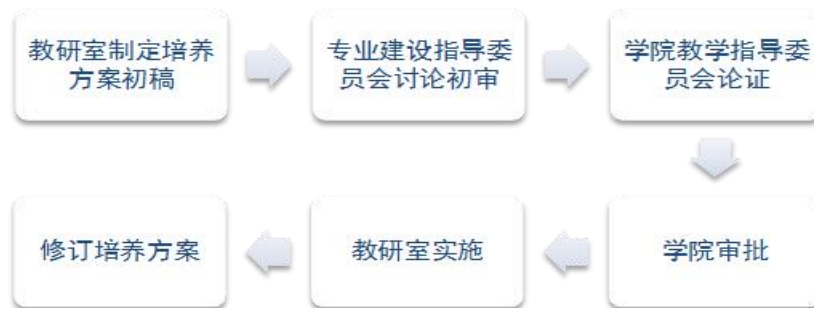 教研室制定培养
方案初稿
专业建设指导委
员会讨论初审
学院教学指导委
员会论证
学院审批
教研室实施
修订培养方案